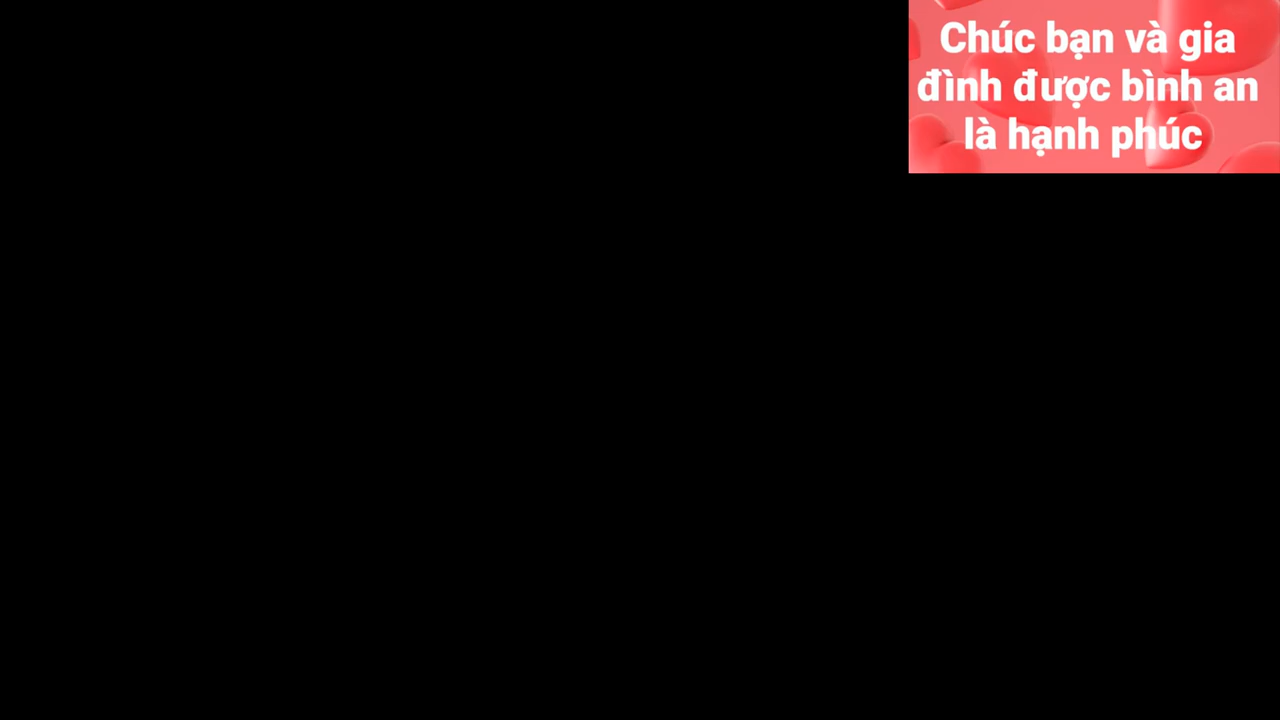 Chúc bạn và gia
đình được bình an
là hạnh phúc